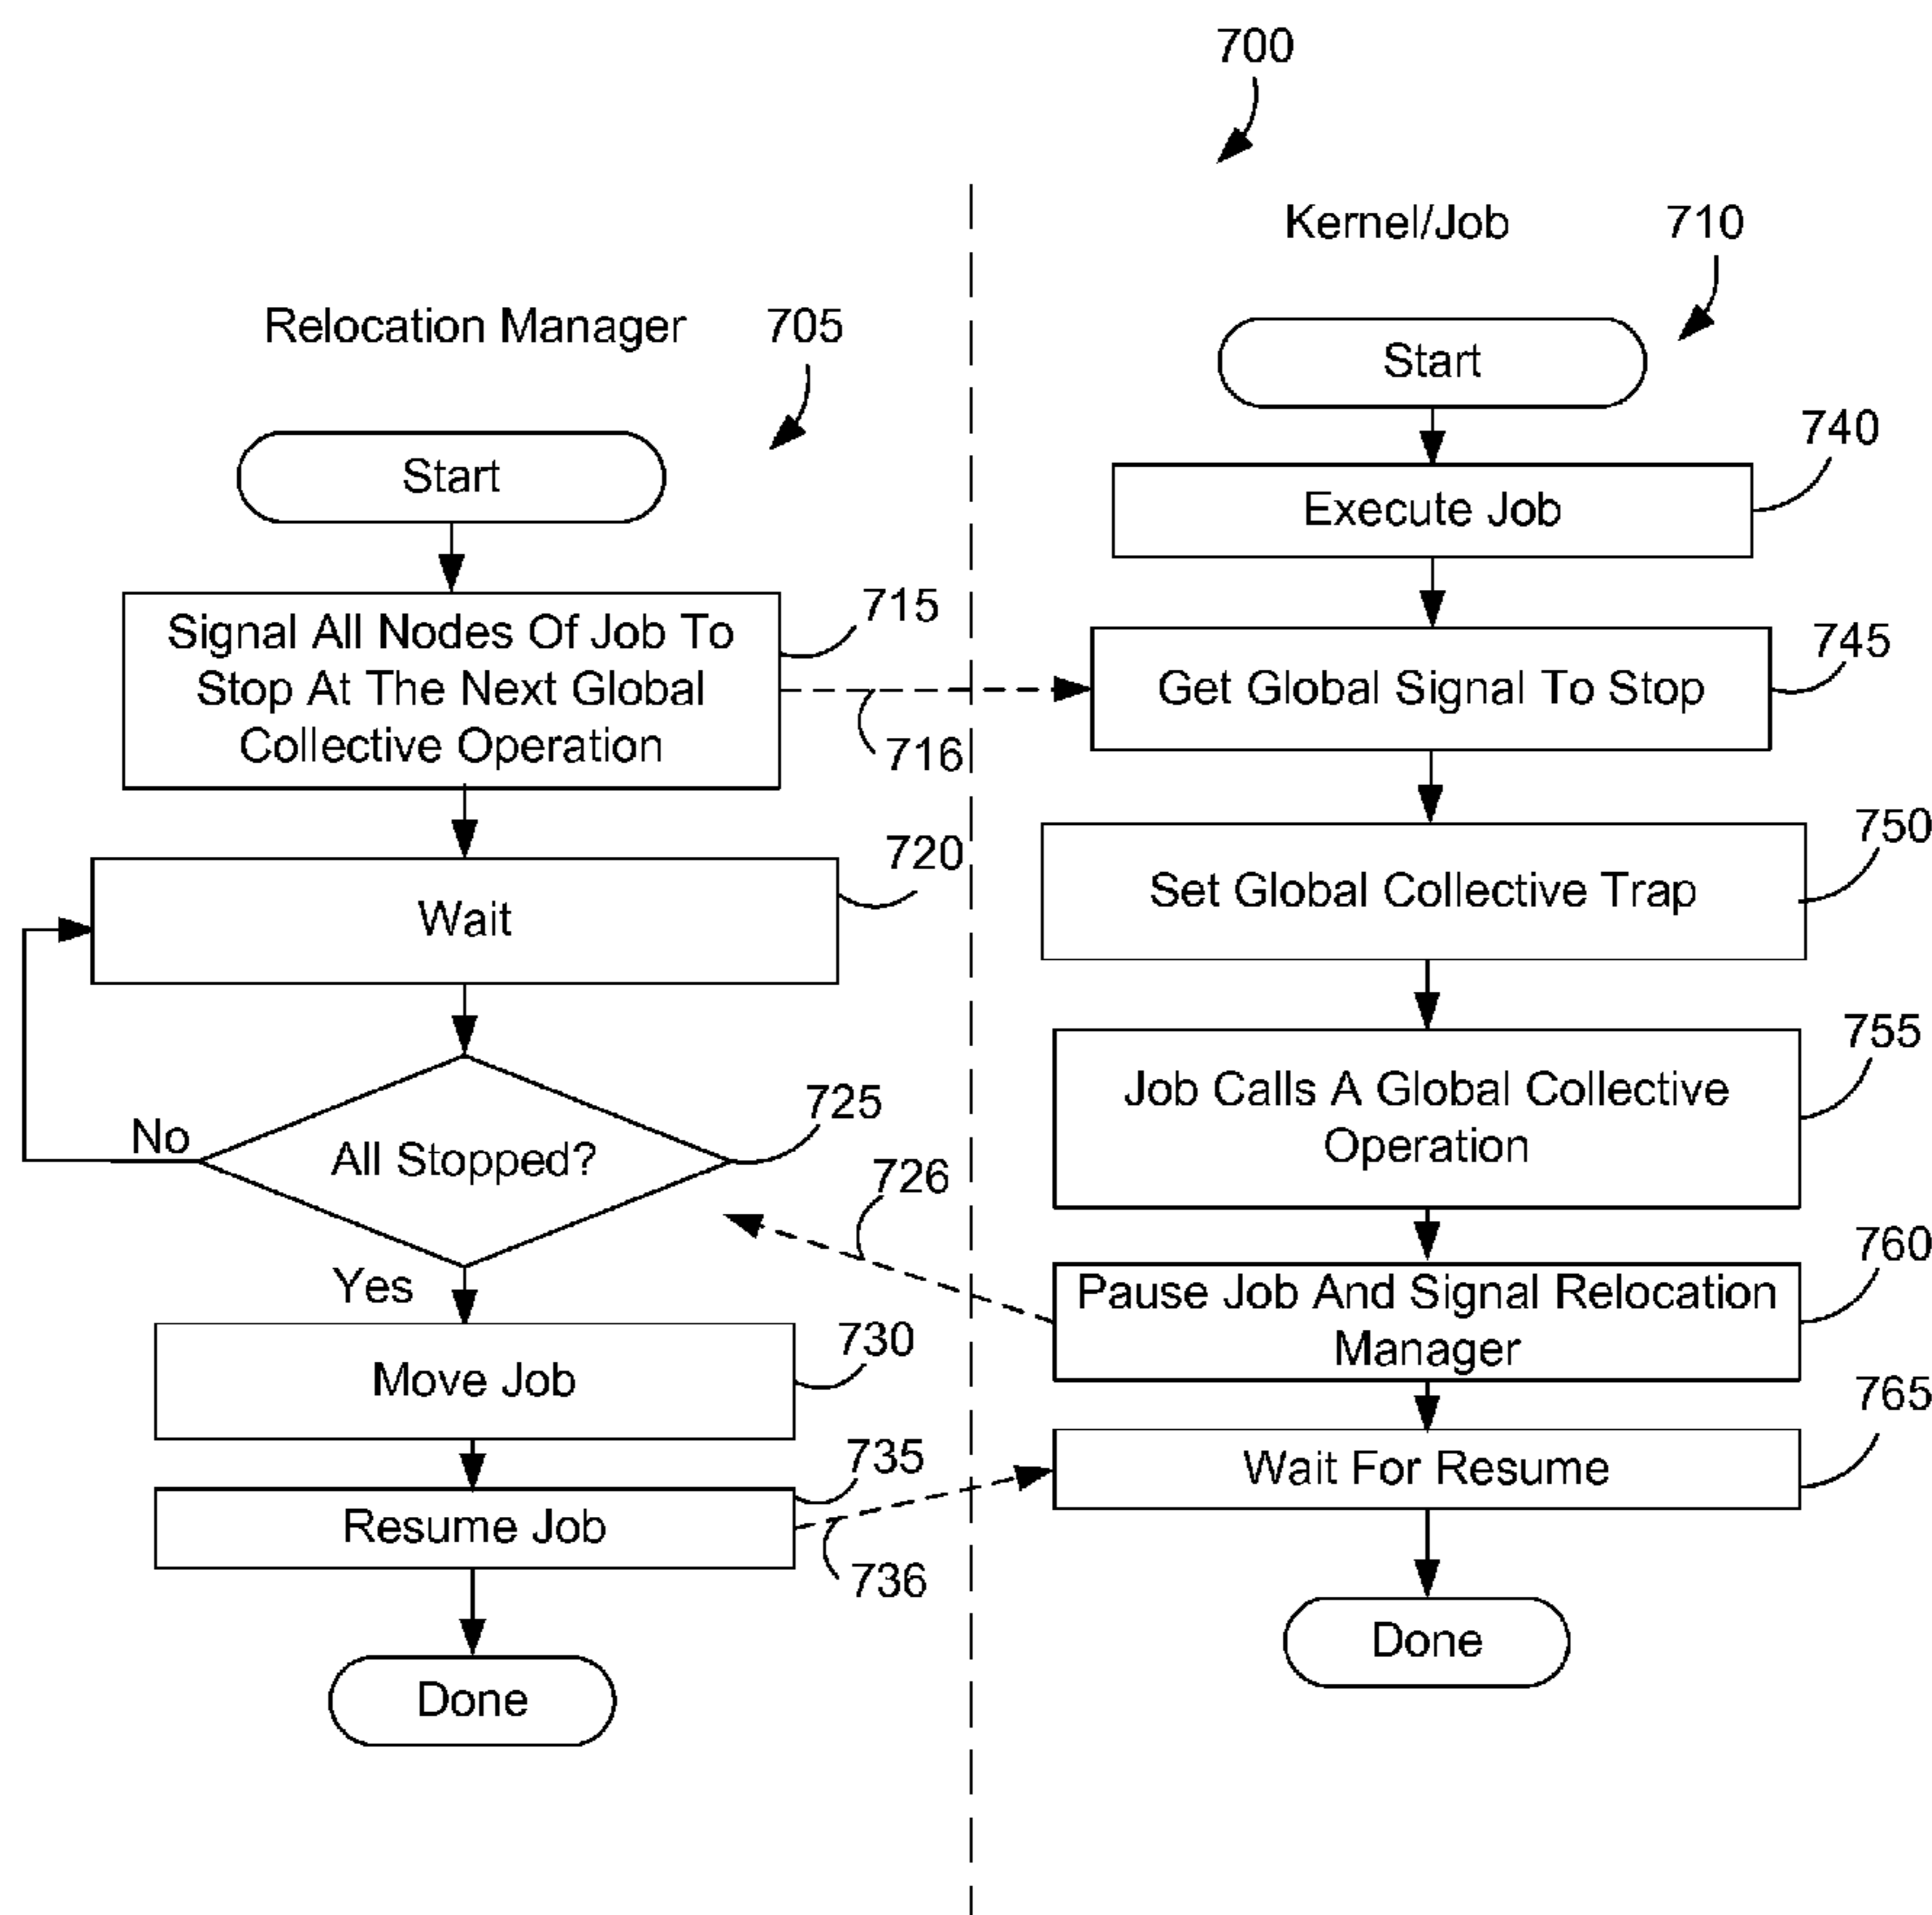 700
Kernel/Job
710
Relocation Manager
705
Start
Start
740
Execute Job
715
Signal All Nodes Of Job To
Stop At The Next Global
Collective Operation
716
745
Get Global Signal To Stop
720
Wait
750
Set Global Collective Trap
755
Job Calls A Global Collective
Operation
725
No
All Stopped?
726
Yes
760
Pause Job And Signal Relocation
Manager
730
Move Job
765
Wait For Resume
735
Resume Job
736
Done
Done